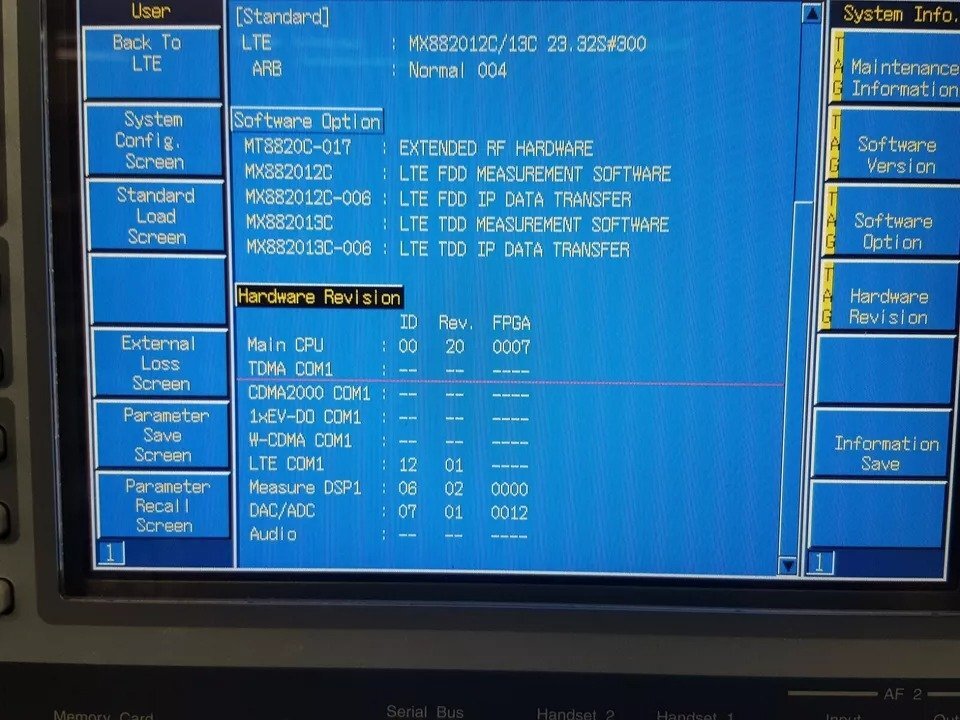 User
Back To
LTE
System
Config.
Screen
Standard
Load
Screen
External
Loss
Screen
Parameter
Save
Screen
Parameter
Recall
Screen
1
[Standard]
LTE : MX882012C/13C 23.32S#300
ARB : Normal 004
Software Option
MT8820C-017 : EXTENDED RF HARDWARE
MX882012C : LTE FDD MEASUREMENT SOFTWARE
MX882012C-006 : LTE FDD IP DATA TRANSFER
MX882013C : LTE TDD MEASUREMENT SOFTWARE
MX882013C-006 : LTE TDD IP DATA TRANSFER
Hardware Revision
ID Rev. FPGA
Main CPU : 00 20 0007
TDMA COM1 : -- -- ----
CDMA2000 COM1 : -- -- ----
1xEV-DO COM1 : -- -- ----
W-CDMA COM1 : -- -- ----
LTE COM1 : 12 01 ----
Measure DSP1 : 06 02 0000
DAC/ADC : 07 01 0012
Audio : -- -- ----
System Info.
TAG
Maintenance
Information
TAG
Software
Version
TAG
Software
Option
TAG
Hardware
Revision
Information
Save
1
AF 2
Memory Card
Serial Bus
Handset 2
Handset 1
Input